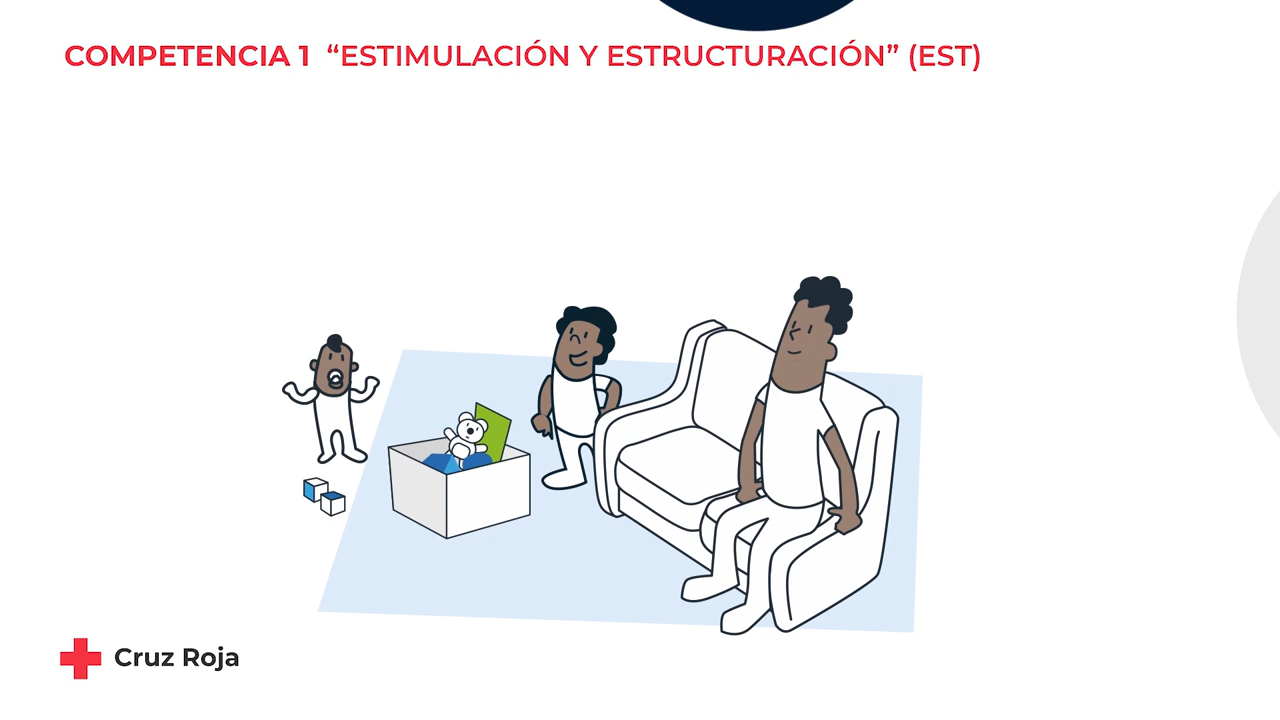 COMPETENCIA 1 “ESTIMULACIÓN Y ESTRUCTURACIÓN” (EST)
Cruz Roja